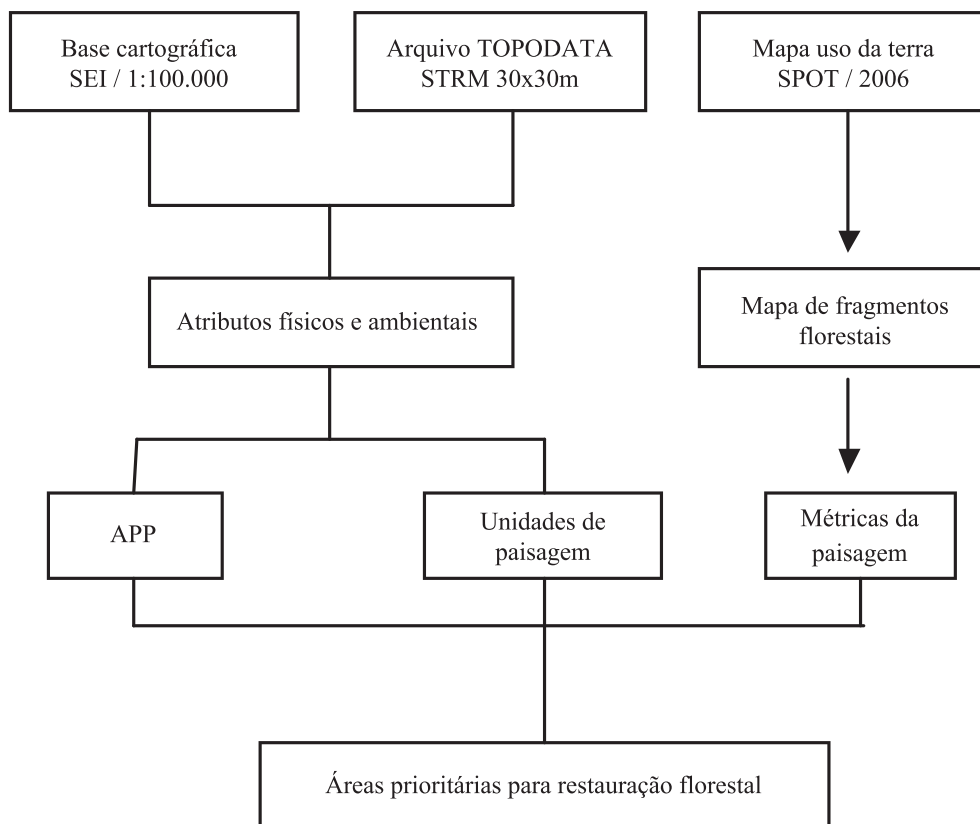 Base cartográfica
SEI / 1:100.000
Arquivo TOPODATA
STRM 30x30m
Mapa uso da terra
SPOT / 2006
Atributos físicos e ambientais
Mapa de fragmentos
florestais
APP
Unidades de
paisagem
Métricas da
paisagem
Áreas prioritárias para restauração florestal